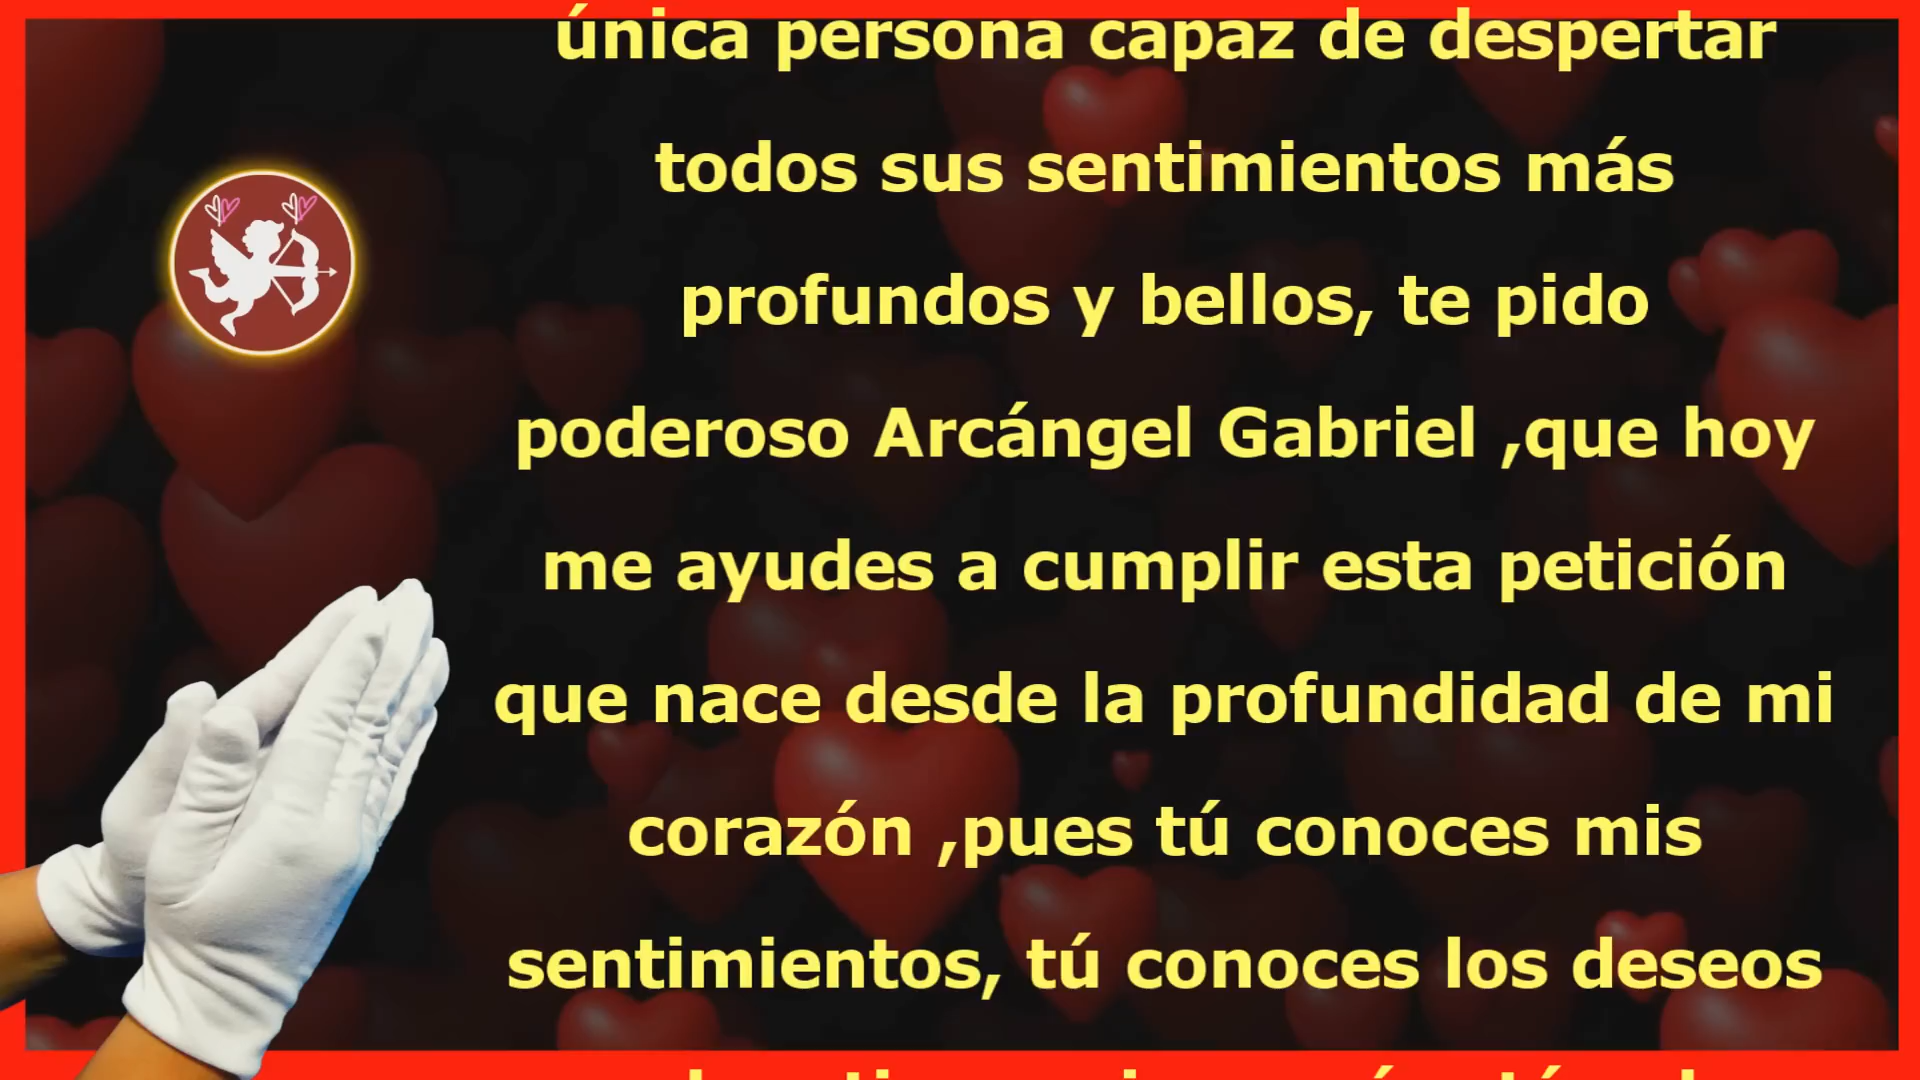 única persona capaz de despertar
todos sus sentimientos más
profundos y bellos, te pido
poderoso Arcángel Gabriel ,que hoy
me ayudes a cumplir esta petición
que nace desde la profundidad de mi
corazón ,pues tú conoces mis
sentimientos, tú conoces los deseos